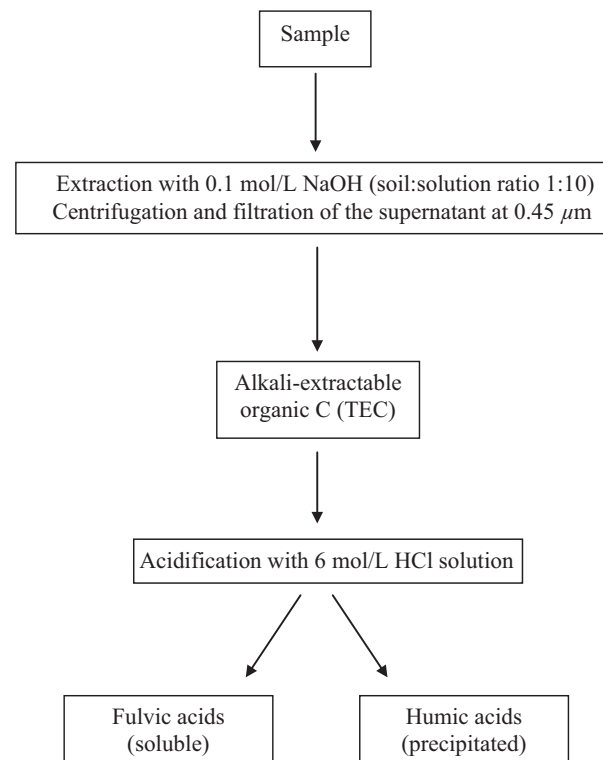 Sample
Extraction with 0.1 mol/L NaOH (soil:solution ratio 1:10)
Centrifugation and filtration of the supernatant at 0.45 μm
Alkali-extractable
organic C (TEC)
Acidification with 6 mol/L HCl solution
Fulvic acids
(soluble)
Humic acids
(precipitated)